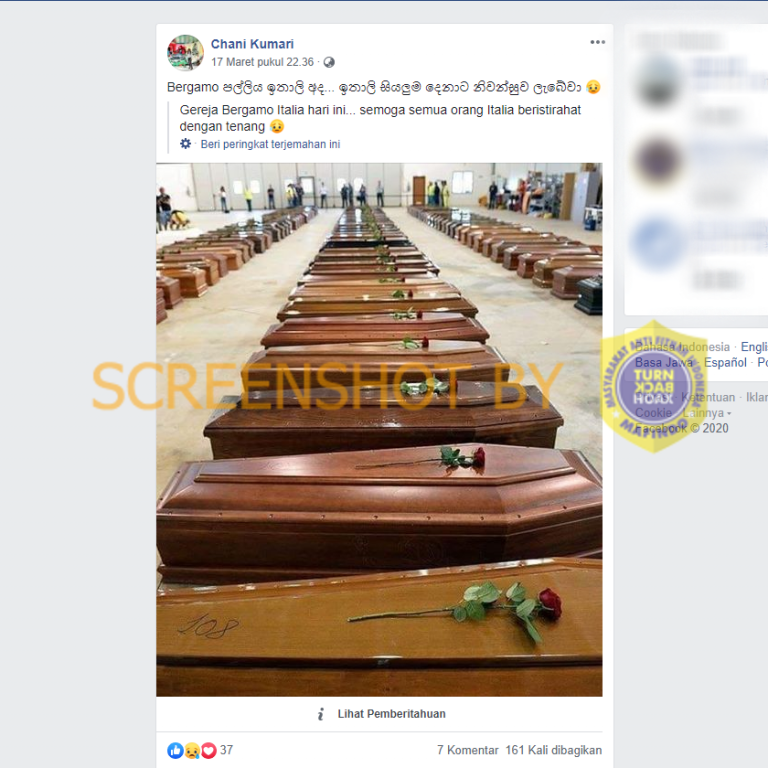 Chani Kumari
17 Maret pukul 22.36 ·
Bergamo පල්ලිය ඉතාලි අද... ඉතාලි සියලුම දෙනාට නිවන්සුව ලැබේවා 😥
Gereja Bergamo Italia hari ini... semoga semua orang Italia beristirahat
dengan tenang 😥
· Beri peringkat terjemahan ini
108
SCREENSHOT BY
MASYARAKAT ANTI FITNAH INDONESIA
TURN
BACK
HOAX
MAFINDO
Lihat Pemberitahuan
37
7 Komentar 161 Kali dibagikan
Bahasa Indonesia · Engli
Basa Jawa · Español · Po
Ketentuan · Iklan
Cookie · Lainnya
Facebook © 2020